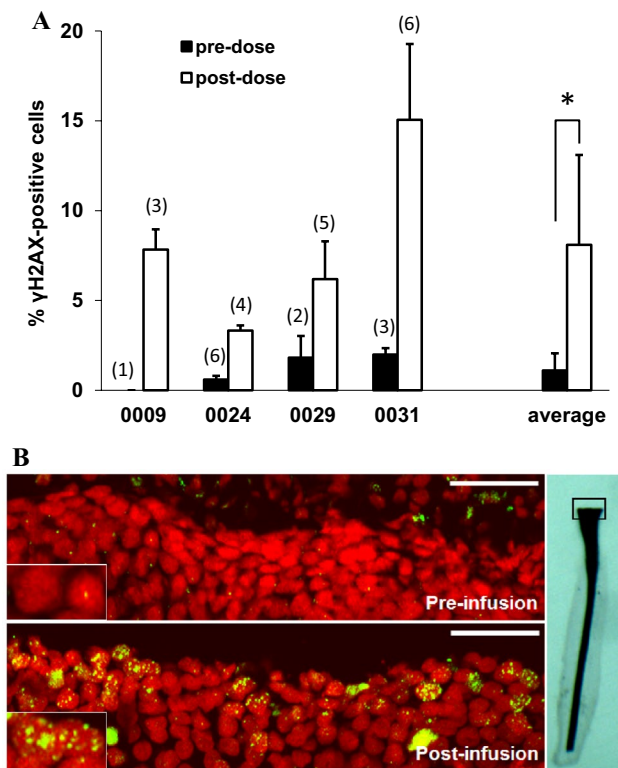 A
20
(6)
pre-dose
post-dose
15
*
% γH2AX-positive cells
10
(3)
(5)
5
(4)
(2)
(3)
(1)
(6)
0
0009 0024 0029 0031 average
B
Pre-infusion
Post-infusion